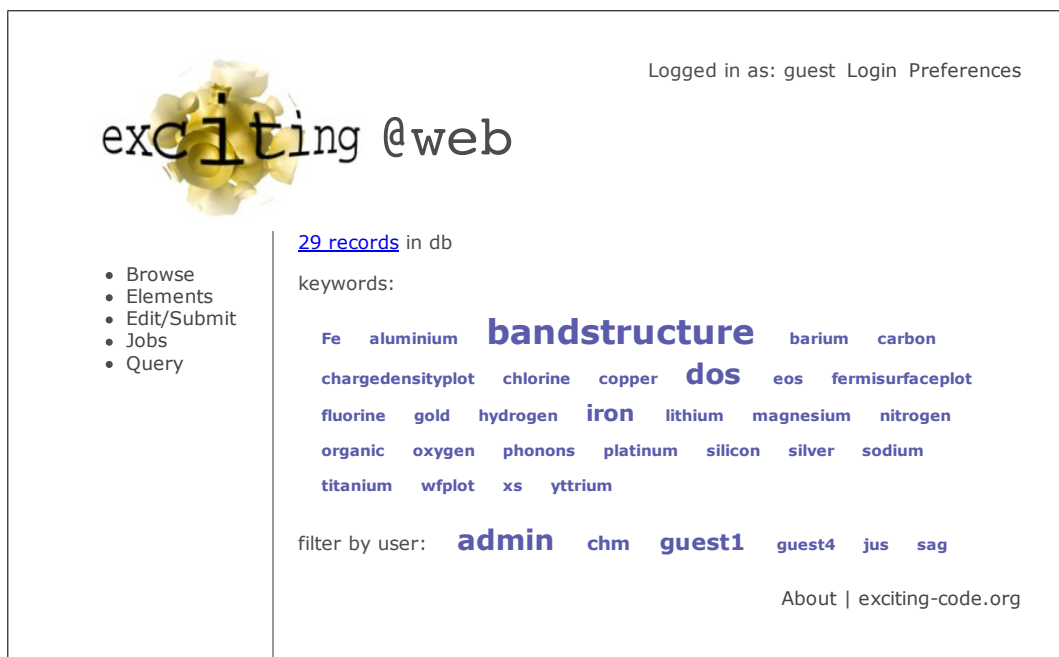 Logged in as: guest Login Preferences
exciting @web
29 records in db
keywords:
• Browse
• Elements
• Edit/Submit
• Jobs
• Query
Fe aluminium bandstructure barium carbon
chargedensityplot chlorine copper dos eos fermisurfaceplot
fluorine gold hydrogen iron lithium magnesium nitrogen
organic oxygen phonons platinum silicon silver sodium
titanium wfplot xs yttrium
filter by user: admin chm guest1 guest4 jus sag
About | exciting-code.org